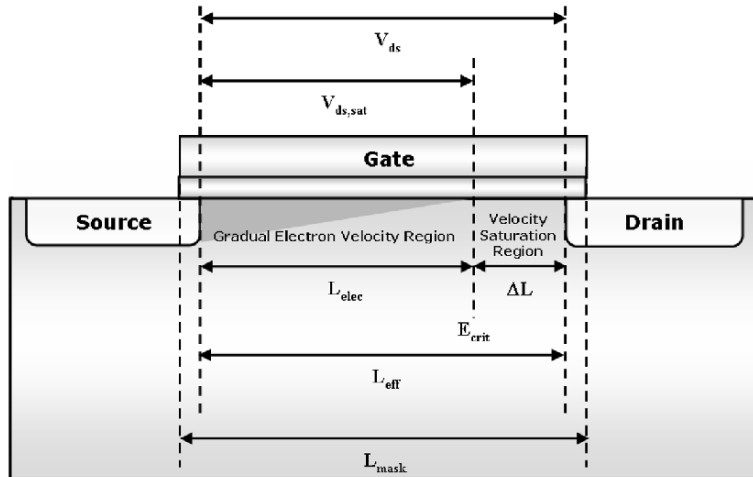 V_ds
V_ds,sat
Gate
Source
Gradual Electron Velocity Region
Velocity
Saturation
Region
Drain
L_elec
ΔL
E_crit
L_eff
L_mask